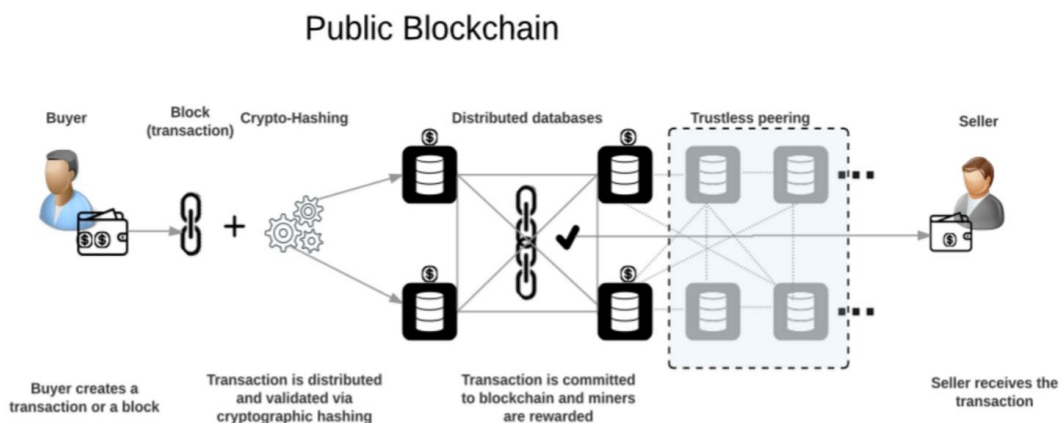 Public Blockchain
Buyer
Block
(transaction)
Crypto-Hashing
Distributed databases
Trustless peering
Seller
$
$
$
$
$ $
$
Buyer creates a
transaction or a block
Transaction is distributed
and validated via
cryptographic hashing
Transaction is committed
to blockchain and miners
are rewarded
Seller receives the
transaction